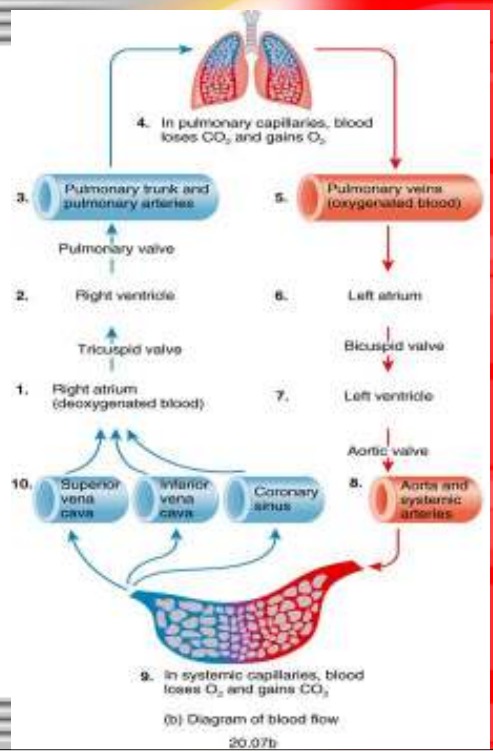 4. In pulmonary capillaries, blood
loses CO₂ and gains O₂
3. Pulmonary trunk and
pulmonary arteries
5. Pulmonary veins
(oxygenated blood)
Pulmonary valve
2. Right ventricle
6. Left atrium
Tricuspid valve
Bicuspid valve
1. Right atrium
(deoxygenated blood)
7. Left ventricle
Aortic valve
10. Superior
vena
cava
Inferior
vena
cava
Coronary
sinus
8. Aorta and
systemic
arteries
9. In systemic capillaries, blood
loses O₂ and gains CO₂
(b) Diagram of blood flow
20.07b